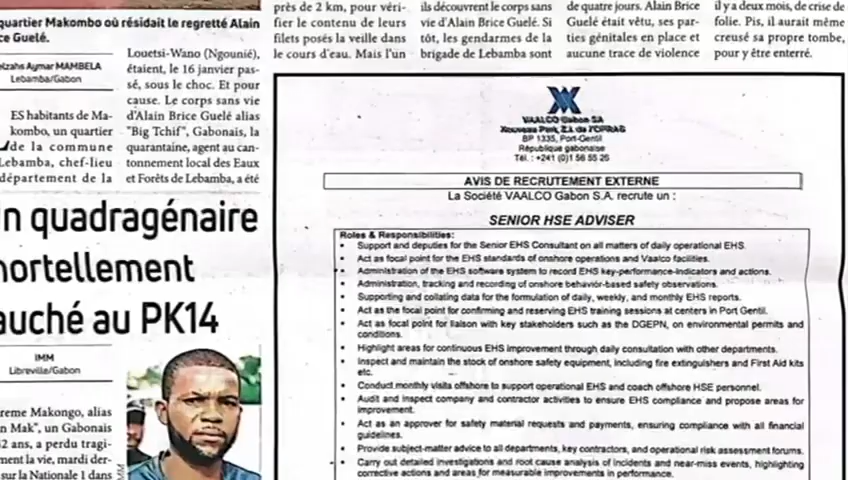 quartier Makombo où résidait le regretté Alain
ce Guelé.
MABELA
Lebamba/Gabon
ES habitants de Ma-
kombo, un quartier
de la commune
Lebamba, chef-lieu
département de la
Louetsi-Wano (Ngounié),
étaient, le 16 janvier pas-
sé, sous le choc. Et pour
cause. Le corps sans vie
d'Alain Brice Guelé alias
"Big Tchif", Gabonais, la
quarantaine, agent au can-
tonnement local des Eaux
et Forêts de Lebamba, a été
près de 2 km, pour véri-
fier le contenu de leurs
filets posés la veille dans
le cours d'eau. Mais l'un
ils découvrent le corps sans
vie d'Alain Brice Guelé. Si
tôt, les gendarmes de la
brigade de Lebamba sont
de quatre jours. Alain Brice
Guelé était vêtu, ses par-
ties génitales en place et
aucune trace de violence
il y a deux mois, de crise de
folie. Pis, il aurait même
creusé sa propre tombe,
pour y être enterré.
n quadragénaire
mortellement
auché au PK14
IMM
Libreville/Gabon
reme Makongo, alias
n Mak", un Gabonais
2 ans, a perdu tragi-
ment la vie, mardi der-
sur la Nationale 1 dans
IMM
VAALCO Gabon SA
Nouveau Port, Z.I. de l'OPRAG
BP 1335, Port-Gentil
République gabonaise
Tél. : +241 (0)1 56 55 26
AVIS DE RECRUTEMENT EXTERNE
La Société VAALCO Gabon S.A. recrute un :
SENIOR HSE ADVISER
Roles & Responsibilities:
• Support and deputies for the Senior EHS Consultant on all matters of daily operational EHS.
• Act as focal point for the EHS standards of onshore operations and Vaalco facilities.
• Administration of the EHS software system to record EHS key-performance-indicators and actions.
• Administration, tracking and recording of onshore behavior-based safety observations.
• Supporting and collating data for the formulation of daily, weekly, and monthly EHS reports.
• Act as the focal point for confirming and reserving EHS training sessions at centers in Port Gentil.
• Act as focal point for liaison with key stakeholders such as the DGEPN, on environmental permits and
conditions.
• Highlight areas for continuous EHS improvement through daily consultation with other departments.
• Inspect and maintain the stock of onshore safety equipment, including fire extinguishers and First Aid kits
etc.
• Conduct monthly visits offshore to support operational EHS and coach offshore HSE personnel.
• Audit and inspect company and contractor activities to ensure EHS compliance and propose areas for
improvement.
• Act as an approver for safety material requests and payments, ensuring compliance with all financial
guidelines.
• Provide subject-matter advice to all departments, key contractors, and operational risk assessment forums.
• Carry out detailed investigations and root cause analysis of incidents and near-miss events, highlighting
corrective actions and areas for measurable improvements in performance.